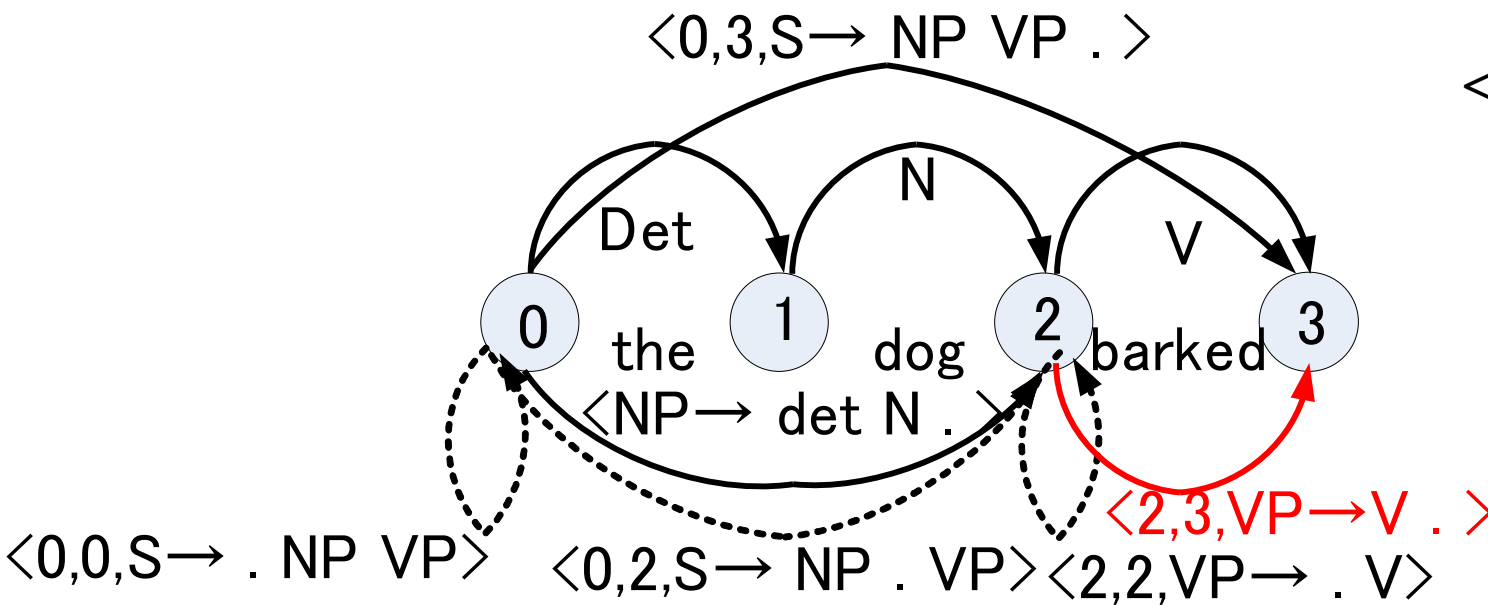 <0,3,S→ NP VP . >
<
N
Det
V
0
1
2
3
the
dog
barked
<NP→ det N . >
<2,3,VP→V . >
<0,0,S→ . NP VP>
<0,2,S→ NP . VP>
<2,2,VP→ . V>